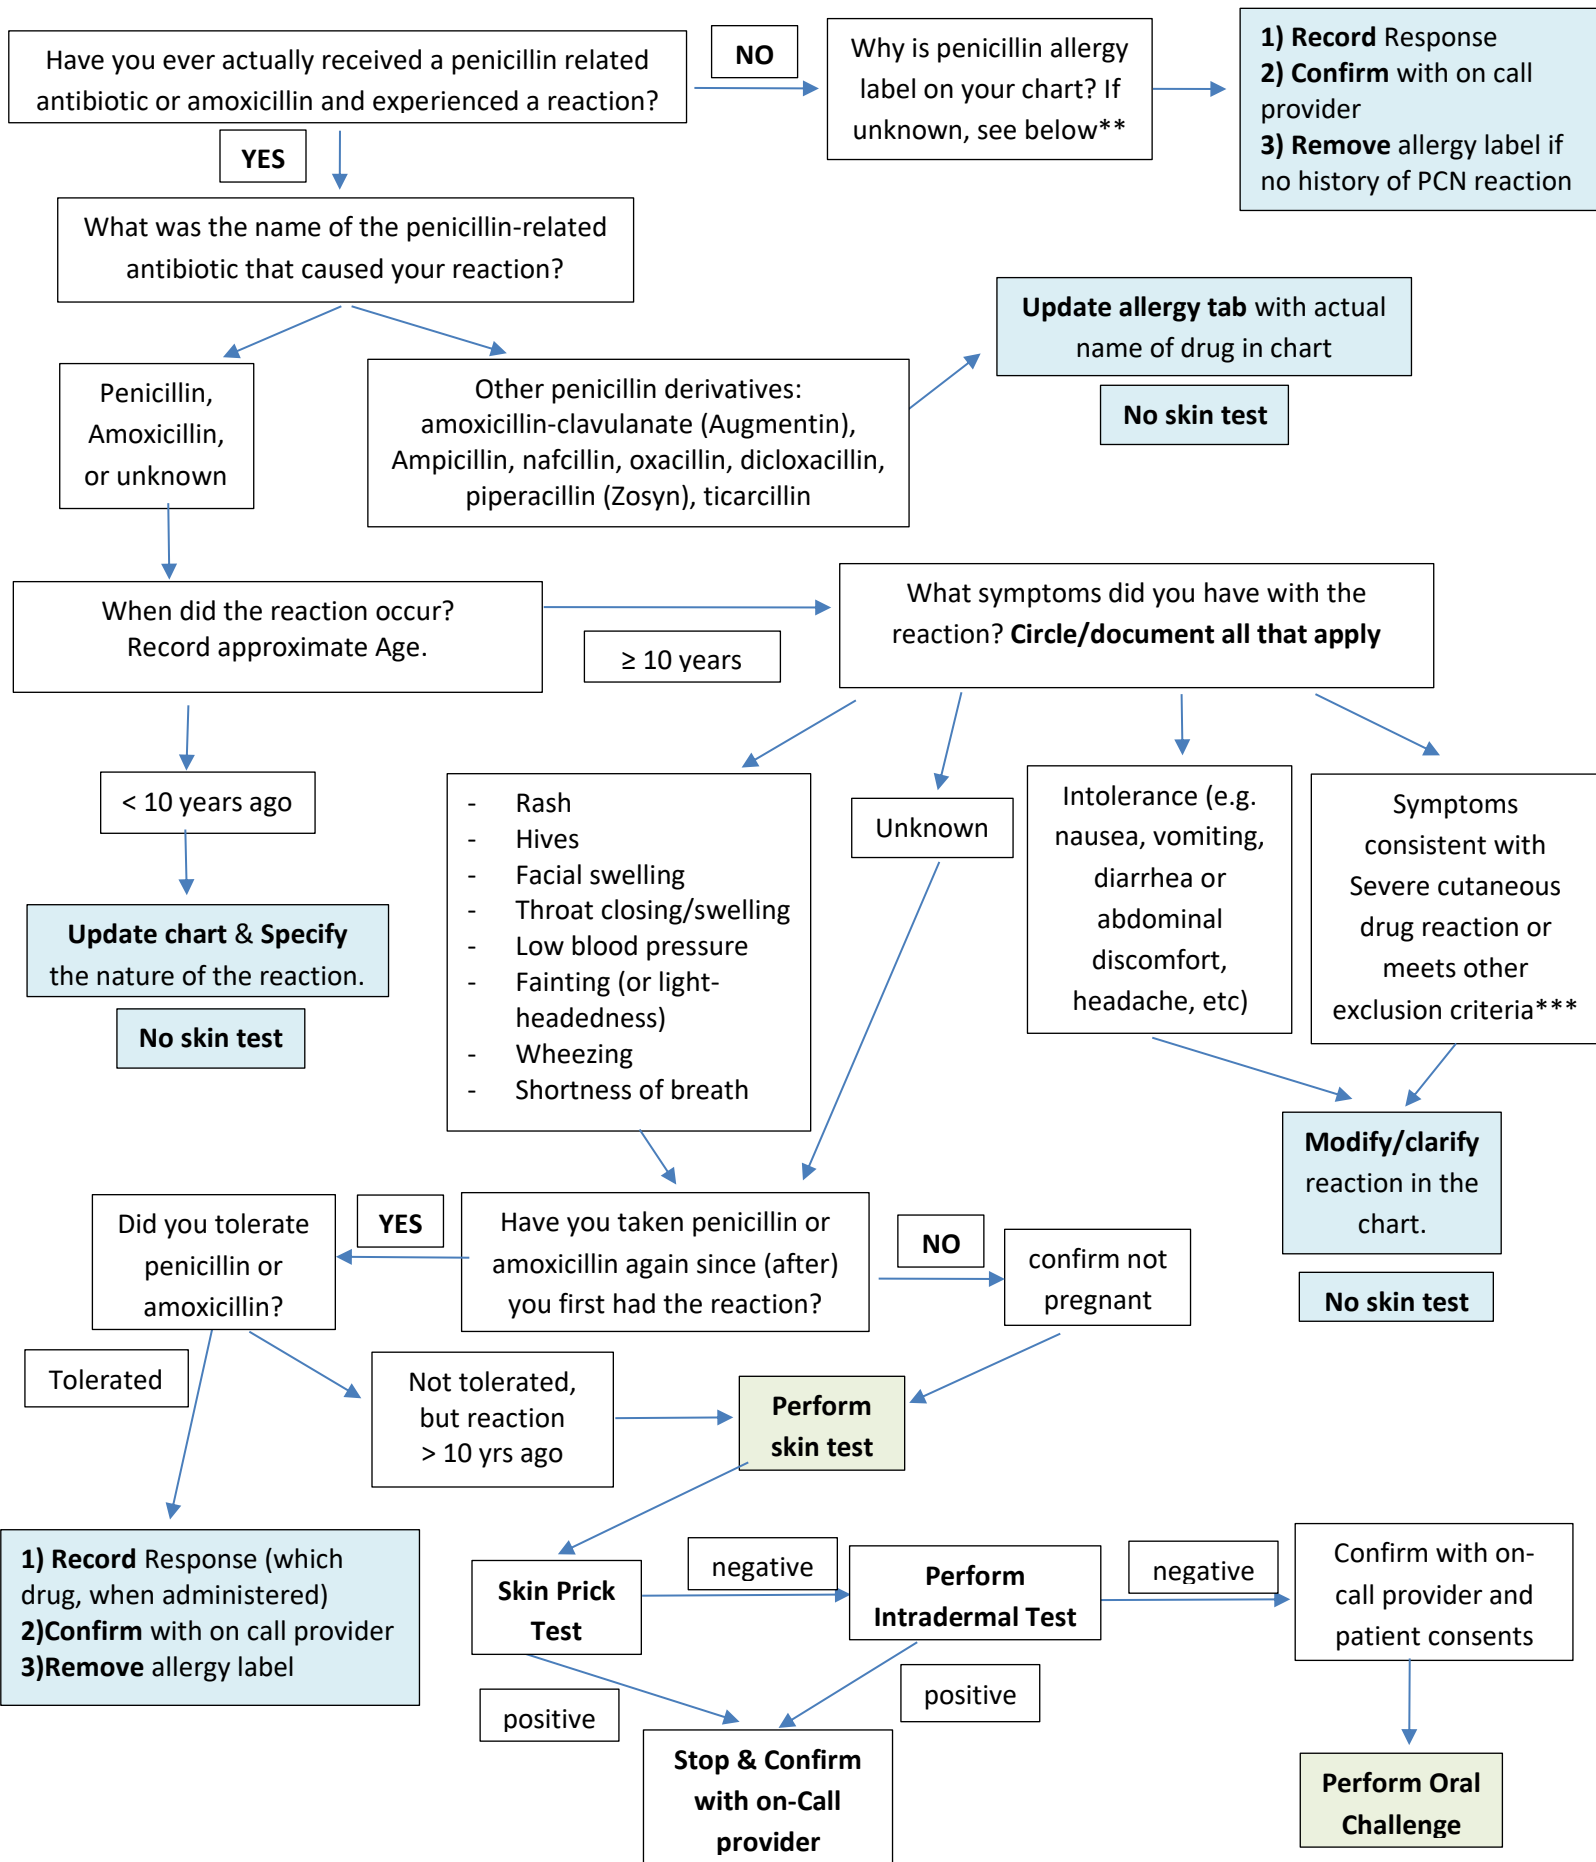 Have you ever actually received a penicillin related
antibiotic or amoxicillin and experienced a reaction?
NO
Why is penicillin allergy
label on your chart? If
unknown, see below**
1) Record Response
2) Confirm with on call
provider
3) Remove allergy label if
no history of PCN reaction
YES
What was the name of the penicillin-related
antibiotic that caused your reaction?
Penicillin,
Amoxicillin,
or unknown
Other penicillin derivatives:
amoxicillin-clavulanate (Augmentin),
Ampicillin, nafcillin, oxacillin, dicloxacillin,
piperacillin (Zosyn), ticarcillin
Update allergy tab with actual
name of drug in chart
No skin test
When did the reaction occur?
Record approximate Age.
≥ 10 years
What symptoms did you have with the
reaction? Circle/document all that apply
< 10 years ago
Update chart & Specify
the nature of the reaction.
No skin test
- Rash
- Hives
- Facial swelling
- Throat closing/swelling
- Low blood pressure
- Fainting (or light-
headedness)
- Wheezing
- Shortness of breath
Unknown
Intolerance (e.g.
nausea, vomiting,
diarrhea or
abdominal
discomfort,
headache, etc)
Symptoms
consistent with
Severe cutaneous
drug reaction or
meets other
exclusion criteria***
Modify/clarify
reaction in the
chart.
No skin test
Have you taken penicillin or
amoxicillin again since (after)
you first had the reaction?
YES
Did you tolerate
penicillin or
amoxicillin?
NO
confirm not
pregnant
Tolerated
Not tolerated,
but reaction
> 10 yrs ago
Perform
skin test
1) Record Response (which
drug, when administered)
2)Confirm with on call provider
3)Remove allergy label
Skin Prick
Test
negative
Perform
Intradermal Test
negative
Confirm with on-
call provider and
patient consents
positive
positive
Stop & Confirm
with on-Call
provider
Perform Oral
Challenge